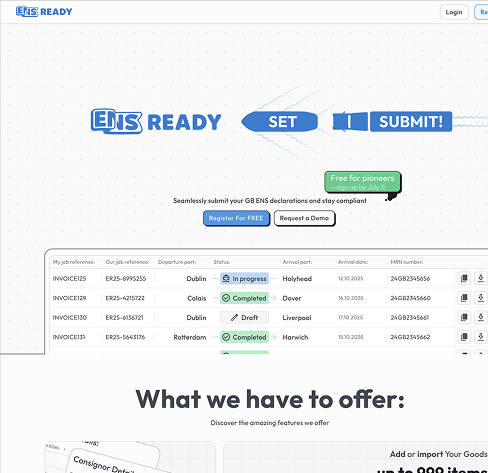 ENS READY
Login
Re
ENS READY SET SUBMIT!
Free for pioneers
—sign up by July 1!
Seamlessly submit your GB ENS declarations and stay compliant
Register For FREE Request a Demo
My job reference: Our job reference: Departure port: Status: Arrival port: Arrival date: MRN number:
INVOICE125 ER25-8995255 Dublin In progress Holyhead 12.10.2025 24GB2345656
INVOICE129 ER25-4215722 Calais Completed Dover 16.10.2025 24GB2345660
INVOICE130 ER25-6136721 Dublin Draft Liverpool 17.10.2025 24GB2345661
INVOICE131 ER25-5643176 Rotterdam Completed Harwich 18.10.2025 24GB2345662
What we have to offer:
Discover the amazing features we offer
Consignor Detai
Add or import Your Goods
up to 999 items